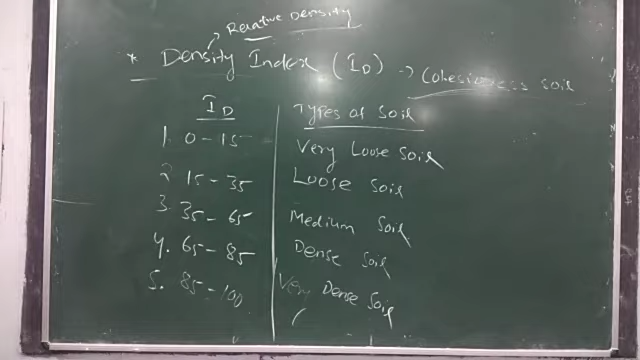 Relative Density
* Density Index (ID) → Cohesionless soil
ID Types of Soil
1. 0-15 Very Loose Soil
2. 15-35 Loose Soil
3. 35-65 Medium Soil
4. 65-85 Dense Soil
5. 85-100 Very Dense Soil